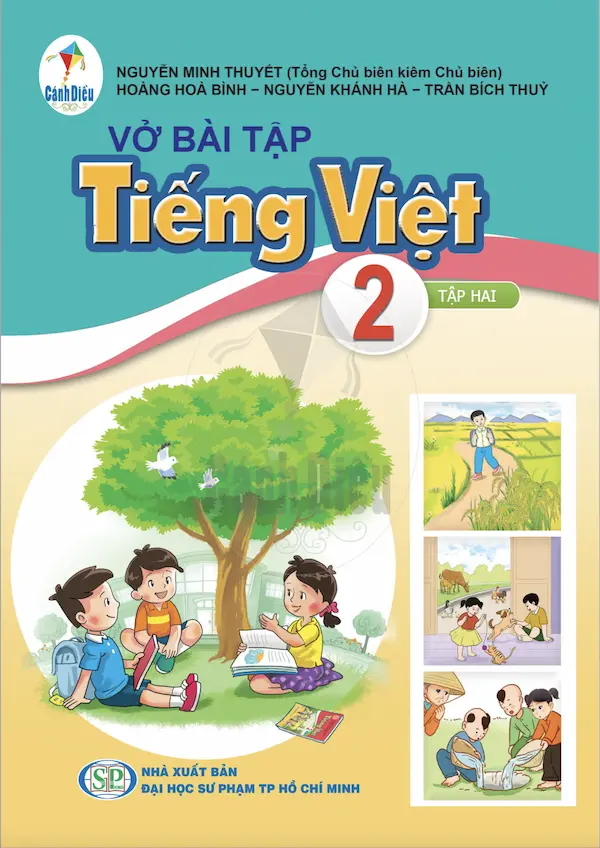 Cánh Diều
NGUYỄN MINH THUYẾT (Tổng Chủ biên kiêm Chủ biên)
HOÀNG HOÀ BÌNH – NGUYỄN KHÁNH HÀ – TRẦN BÍCH THUỶ
VỞ BÀI TẬP
Tiếng Việt
2
TẬP HAI
Cánh Diều
SP
NHÀ XUẤT BẢN
ĐẠI HỌC SƯ PHẠM TP HỒ CHÍ MINH